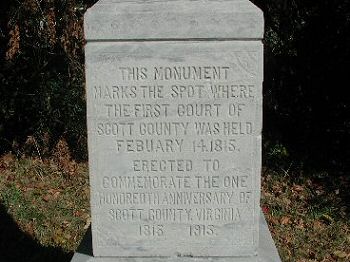 THIS MONUMENT
MARKS THE SPOT WHERE
THE FIRST COURT OF
SCOTT COUNTY WAS HELD
FEBUARY 14.1815.
ERECTED TO
COMMEMORATE THE ONE
HONDREDTH ANNIVERSARY OF
SCOTT COUNTY, VIRGINIA
1815 1915.